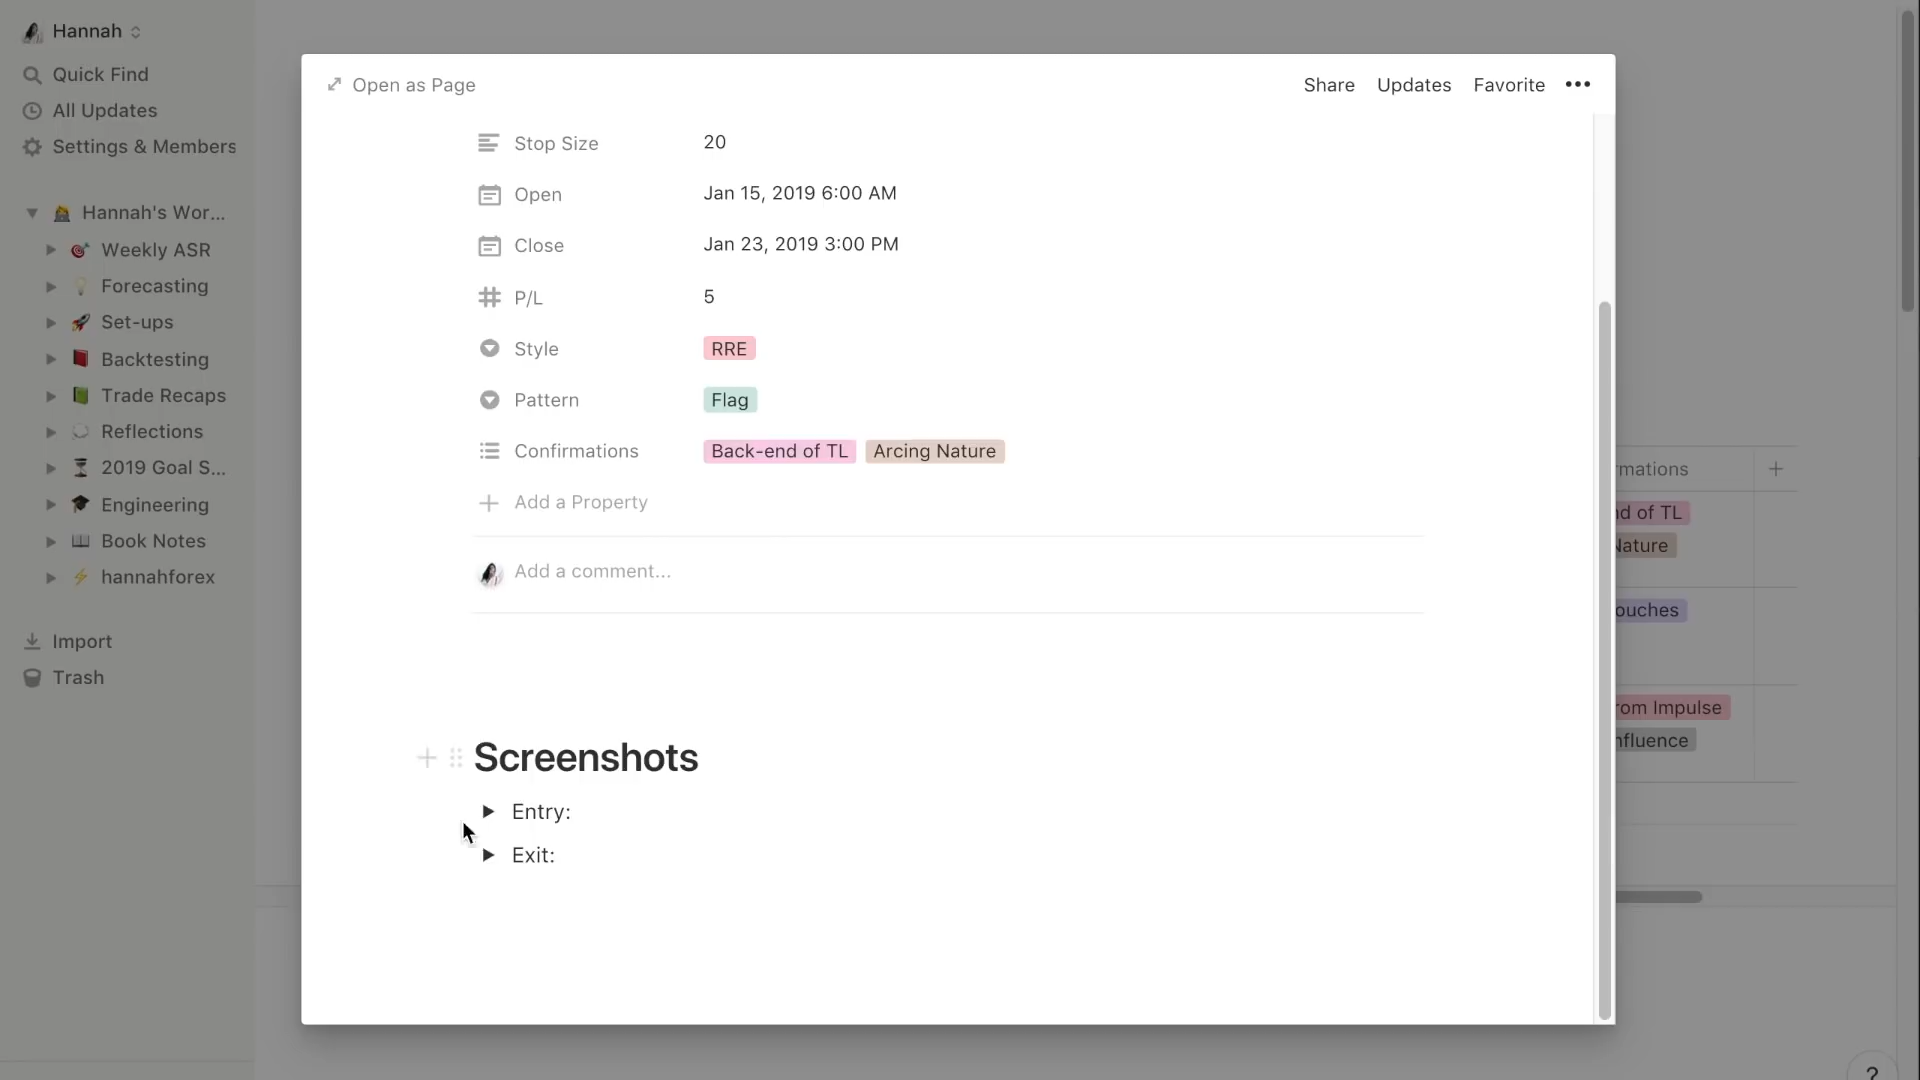 Hannah
Quick Find
All Updates
Settings & Members
Hannah's Wor...
Weekly ASR
Forecasting
Set-ups
Backtesting
Trade Recaps
Reflections
2019 Goal S...
Engineering
Book Notes
hannahforex
Import
Trash
Open as Page
Share Updates Favorite •••
Stop Size 20
Open Jan 15, 2019 6:00 AM
Close Jan 23, 2019 3:00 PM
P/L 5
Style RRE
Pattern Flag
Confirmations Back-end of TL Arcing Nature
Add a Property
Add a comment...
Screenshots
Entry:
Exit:
rmations
nd of TL
Nature
ouches
rom Impulse
nfluence
?